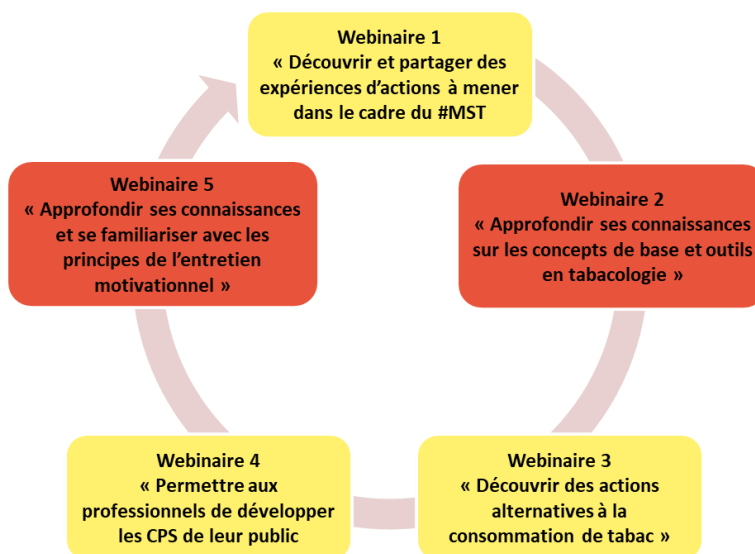 Webinaire 1
« Découvrir et partager des
expériences d'actions à mener
dans le cadre du #MST
Webinaire 2
« Approfondir ses connaissances
sur les concepts de base et outils
en tabacologie »
Webinaire 3
« Découvrir des actions
alternatives à la
consommation de tabac »
Webinaire 4
« Permettre aux
professionnels de développer
les CPS de leur public
Webinaire 5
« Approfondir ses connaissances
et se familiariser avec les
principes de l'entretien
motivationnel »